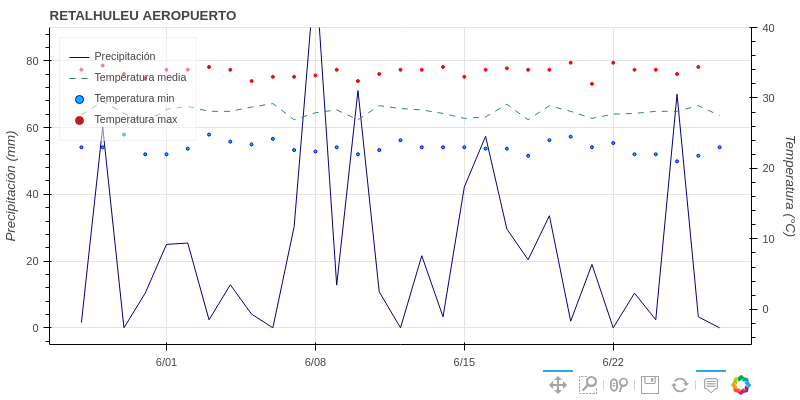 RETALHULEU AEROPUERTO
Precipitación
Temperatura media
Temperatura min
Temperatura max
80
60
40
20
0
Precipitación (mm)
40
30
20
10
0
Temperatura (°C)
6/01
6/08
6/15
6/22